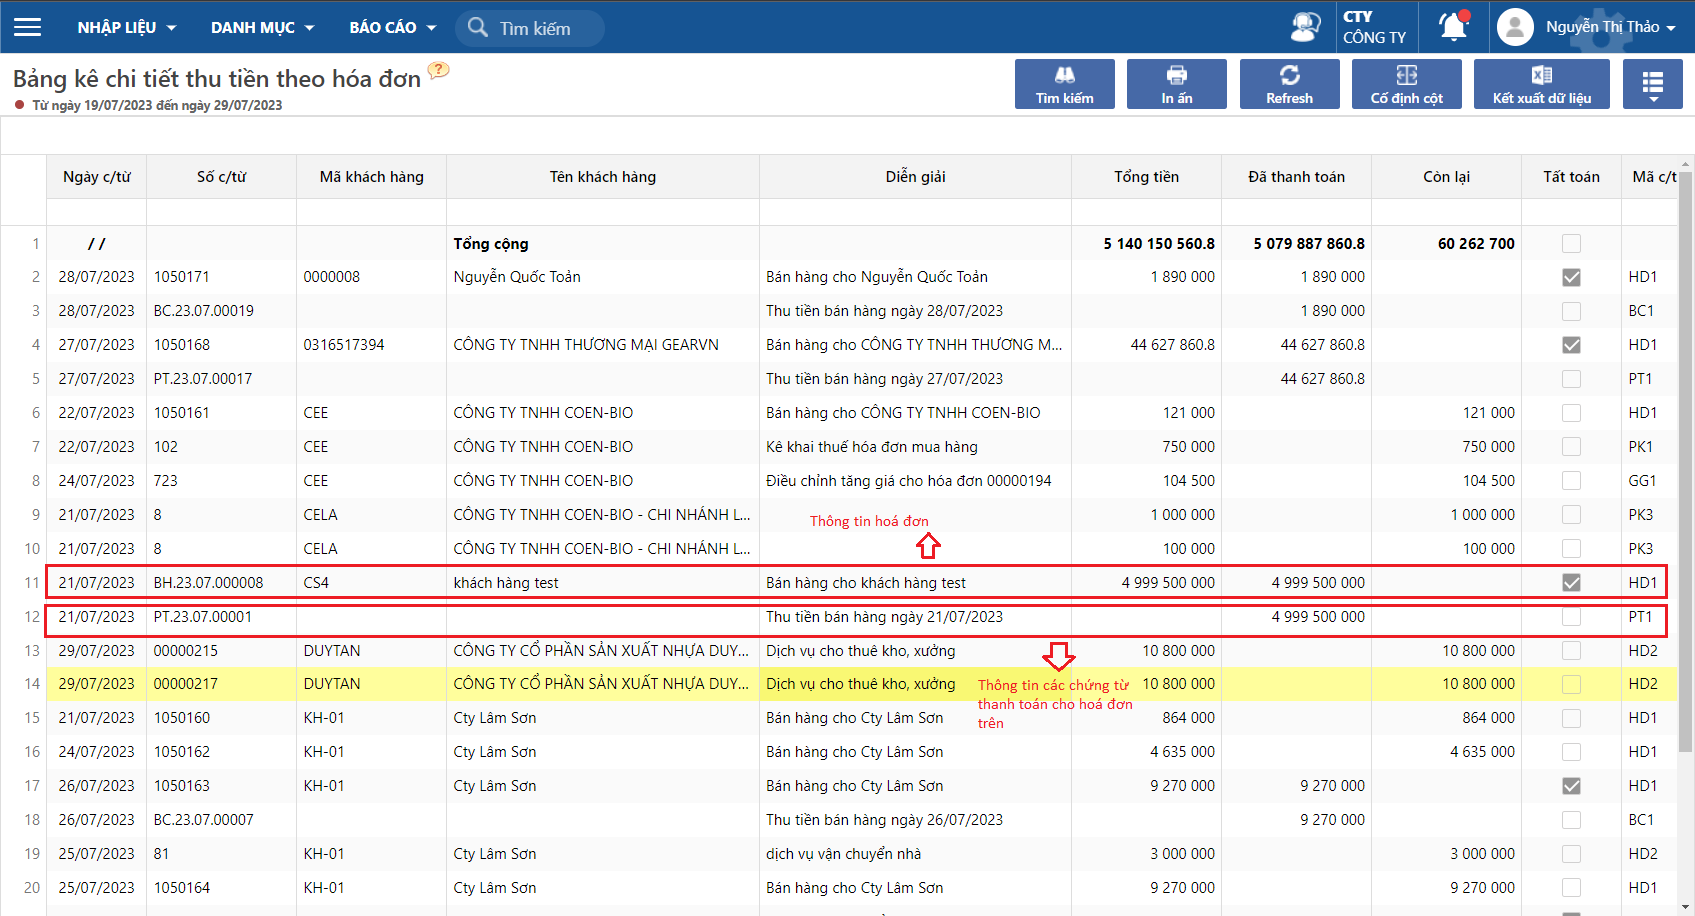 NHẬP LIỆU DANH MỤC BÁO CÁO Tìm kiếm CTY CÔNG TY Nguyễn Thị Thảo
Bảng kê chi tiết thu tiền theo hóa đơn ?
Từ ngày 19/07/2023 đến ngày 29/07/2023
Tìm kiếm In ấn Refresh Cố định cột Kết xuất dữ liệu
Ngày c/từ Số c/từ Mã khách hàng Tên khách hàng Diễn giải Tổng tiền Đã thanh toán Còn lại Tất toán Mã c/t
1 / / Tổng cộng 5 140 150 560.8 5 079 887 860.8 60 262 700
2 28/07/2023 1050171 0000008 Nguyễn Quốc Toản Bán hàng cho Nguyễn Quốc Toản 1 890 000 1 890 000 HD1
3 28/07/2023 BC.23.07.00019 Thu tiền bán hàng ngày 28/07/2023 1 890 000 BC1
4 27/07/2023 1050168 0316517394 CÔNG TY TNHH THƯƠNG MẠI GEARVN Bán hàng cho CÔNG TY TNHH THƯƠNG M... 44 627 860.8 44 627 860.8 HD1
5 27/07/2023 PT.23.07.00017 Thu tiền bán hàng ngày 27/07/2023 44 627 860.8 PT1
6 22/07/2023 1050161 CEE CÔNG TY TNHH COEN-BIO Bán hàng cho CÔNG TY TNHH COEN-BIO 121 000 121 000 HD1
7 22/07/2023 102 CEE CÔNG TY TNHH COEN-BIO Kê khai thuế hóa đơn mua hàng 750 000 750 000 PK1
8 24/07/2023 723 CEE CÔNG TY TNHH COEN-BIO Điều chỉnh tăng giá cho hóa đơn 00000194 104 500 104 500 GG1
9 21/07/2023 8 CELA CÔNG TY TNHH COEN-BIO - CHI NHÁNH L... 1 000 000 1 000 000 PK3
Thông tin hoá đơn
10 21/07/2023 8 CELA CÔNG TY TNHH COEN-BIO - CHI NHÁNH L... 100 000 100 000 PK3
11 21/07/2023 BH.23.07.000008 CS4 khách hàng test Bán hàng cho khách hàng test 4 999 500 000 4 999 500 000 HD1
12 21/07/2023 PT.23.07.00001 Thu tiền bán hàng ngày 21/07/2023 4 999 500 000 PT1
13 29/07/2023 00000215 DUYTAN CÔNG TY CỔ PHẦN SẢN XUẤT NHỰA DUY... Dịch vụ cho thuê kho, xưởng 10 800 000 10 800 000 HD2
14 29/07/2023 00000217 DUYTAN CÔNG TY CỔ PHẦN SẢN XUẤT NHỰA DUY... Dịch vụ cho thuê kho, xưởng 10 800 000 10 800 000 HD2
Thông tin các chứng từ
thanh toán cho hoá đơn
trên
15 21/07/2023 1050160 KH-01 Cty Lâm Sơn Bán hàng cho Cty Lâm Sơn 864 000 864 000 HD1
16 24/07/2023 1050162 KH-01 Cty Lâm Sơn Bán hàng cho Cty Lâm Sơn 4 635 000 4 635 000 HD1
17 26/07/2023 1050163 KH-01 Cty Lâm Sơn Bán hàng cho Cty Lâm Sơn 9 270 000 9 270 000 HD1
18 26/07/2023 BC.23.07.00007 Thu tiền bán hàng ngày 26/07/2023 9 270 000 BC1
19 25/07/2023 81 KH-01 Cty Lâm Sơn dịch vụ vận chuyển nhà 3 000 000 3 000 000 HD2
20 25/07/2023 1050164 KH-01 Cty Lâm Sơn Bán hàng cho Cty Lâm Sơn 9 270 000 9 270 000 HD1